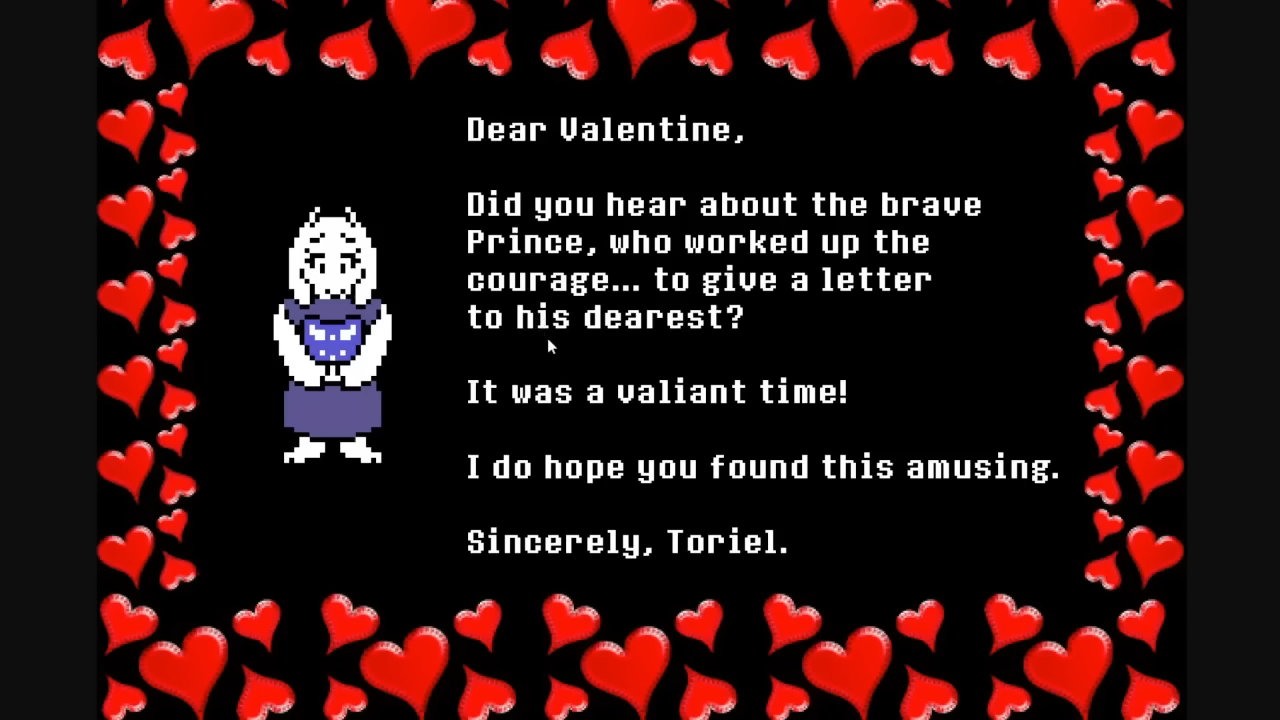 Dear Valentine,
Did you hear about the brave
Prince, who worked up the
courage... to give a letter
to his dearest?
It was a valiant time!
I do hope you found this amusing.
Sincerely, Toriel.